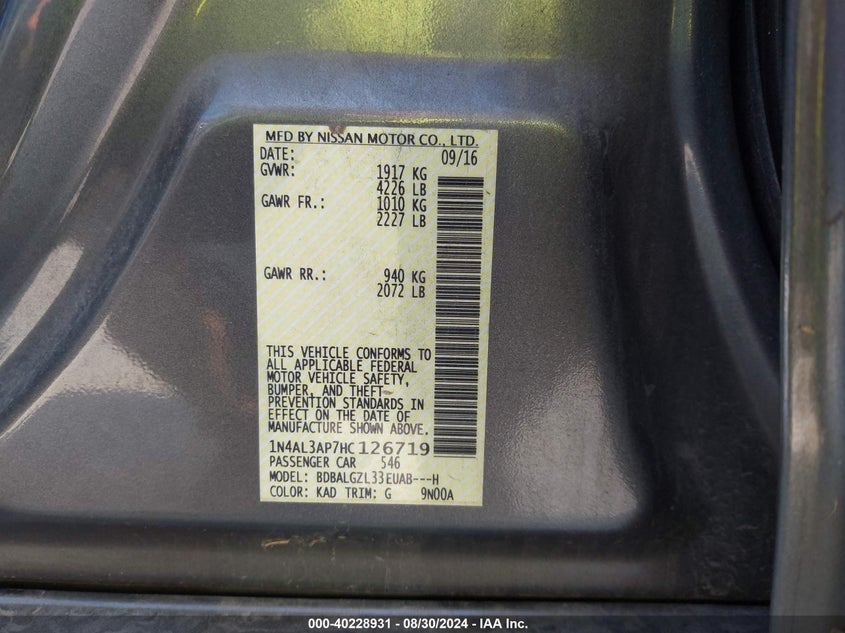 MFD BY NISSAN MOTOR CO., LTD.
DATE: 09/16
GVWR: 1917 KG
4226 LB
GAWR FR.: 1010 KG
2227 LB
GAWR RR.: 940 KG
2072 LB
THIS VEHICLE CONFORMS TO
ALL APPLICABLE FEDERAL
MOTOR VEHICLE SAFETY,
BUMPER, AND THEFT
PREVENTION STANDARDS IN
EFFECT ON THE DATE OF
MANUFACTURE SHOWN ABOVE.
1N4AL3AP7HC126719
PASSENGER CAR 546
MODEL: BDBALGZL33EUAB---H
COLOR: KAD TRIM: G 9N00A
000-40228931 - 08/30/2024 - IAA Inc.